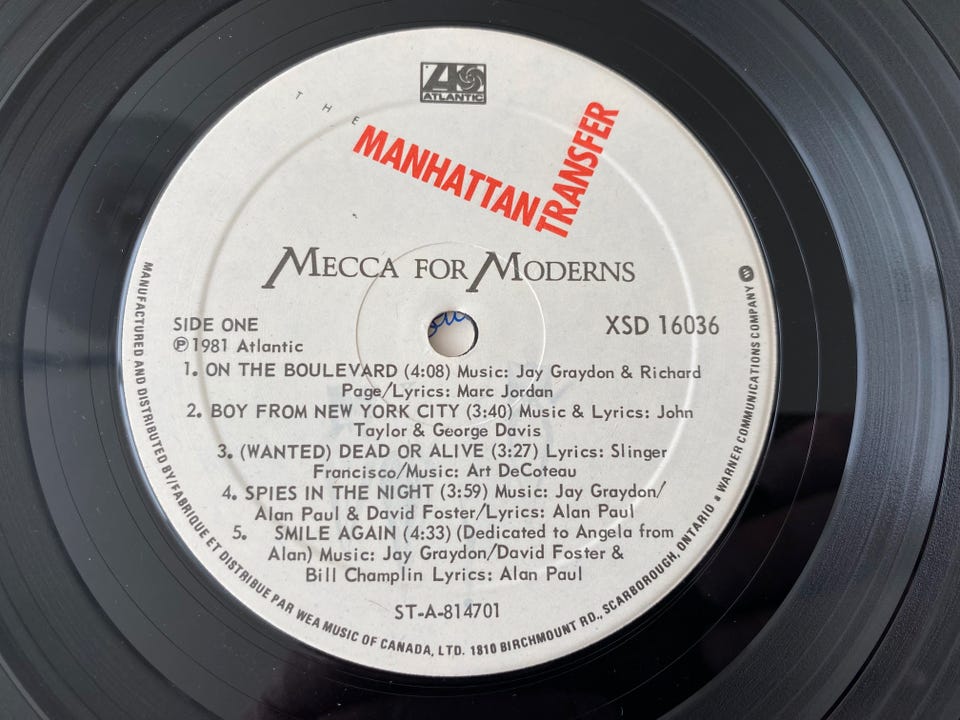 ATLANTIC
THE
MANHATTAN
TRANSFER
MECCA FOR MODERNS
SIDE ONE
XSD 16036
℗1981 Atlantic
1. ON THE BOULEVARD (4:08) Music: Jay Graydon & Richard
Page/Lyrics: Marc Jordan
2. BOY FROM NEW YORK CITY (3:40) Music & Lyrics: John
Taylor & George Davis
3. (WANTED) DEAD OR ALIVE (3:27) Lyrics: Slinger
Francisco/Music: Art DeCoteau
4. SPIES IN THE NIGHT (3:59) Music: Jay Graydon/
Alan Paul & David Foster/Lyrics: Alan Paul
5. SMILE AGAIN (4:33) (Dedicated to Angela from
Alan) Music: Jay Graydon/David Foster &
Bill Champlin Lyrics: Alan Paul
ST-A-814701
MANUFACTURED AND DISTRIBUTED BY/FABRIQUE ET DISTRIBUE PAR WEA MUSIC OF CANADA, LTD. 1810 BIRCHMOUNT RD., SCARBOROUGH, ONTARIO • A WARNER COMMUNICATIONS COMPANY